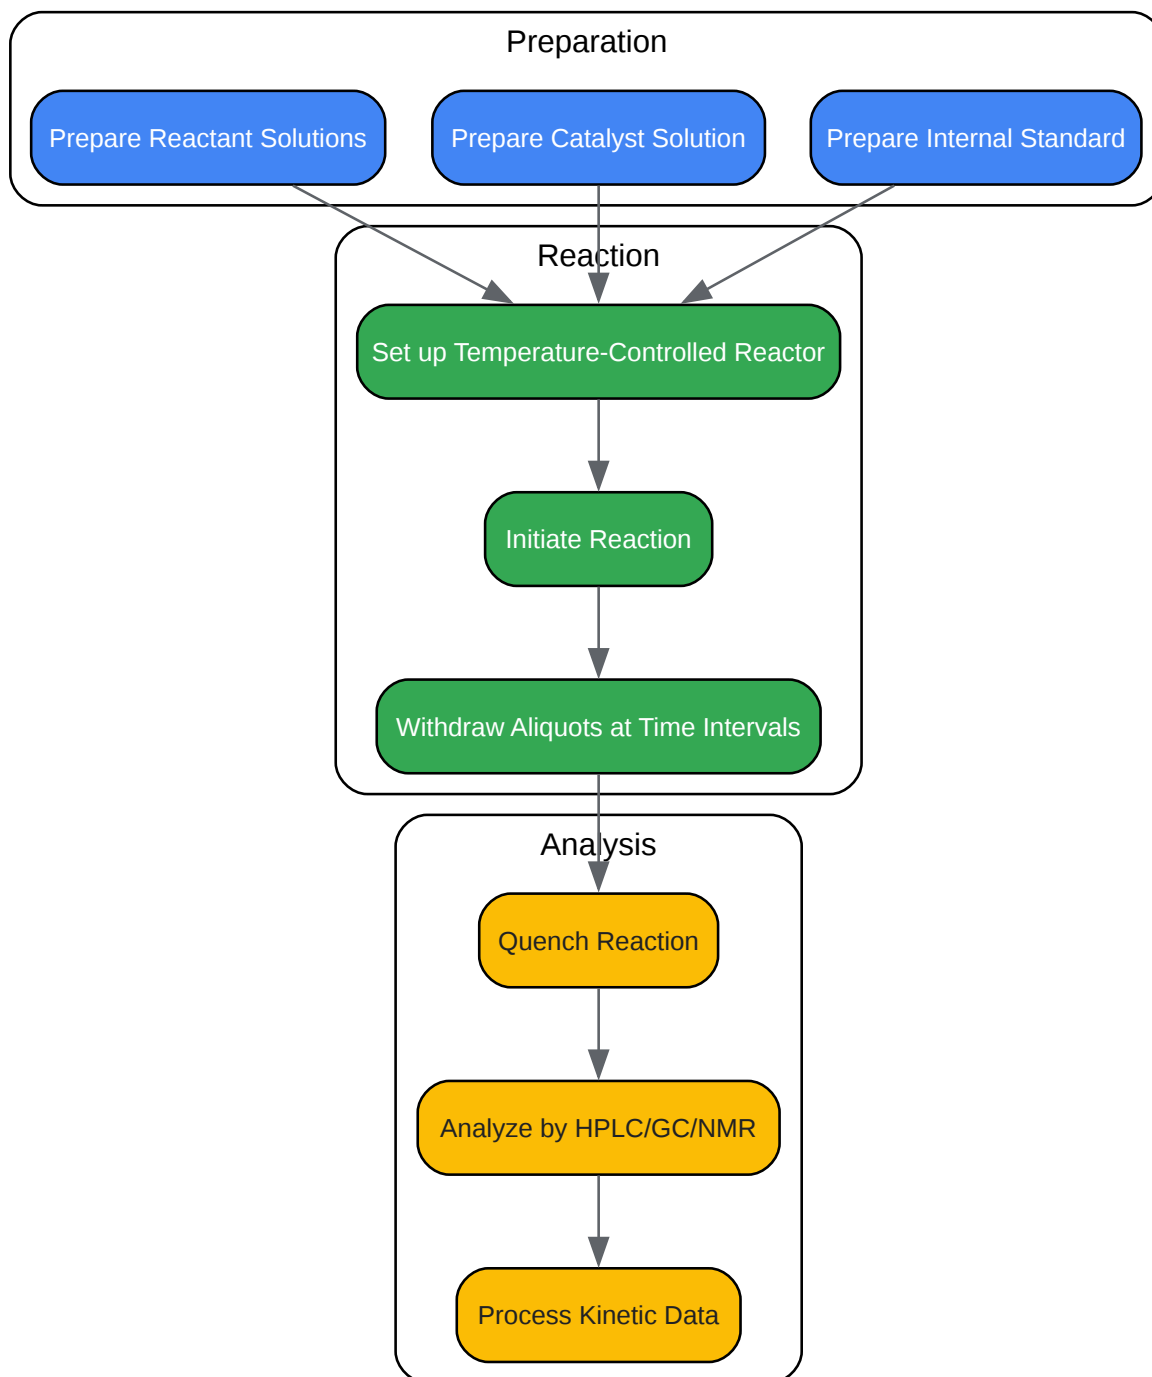 Preparation
Prepare Reactant Solutions
Prepare Catalyst Solution
Prepare Internal Standard
Reaction
Set up Temperature-Controlled Reactor
Initiate Reaction
Withdraw Aliquots at Time Intervals
Analysis
Quench Reaction
Analyze by HPLC/GC/NMR
Process Kinetic Data